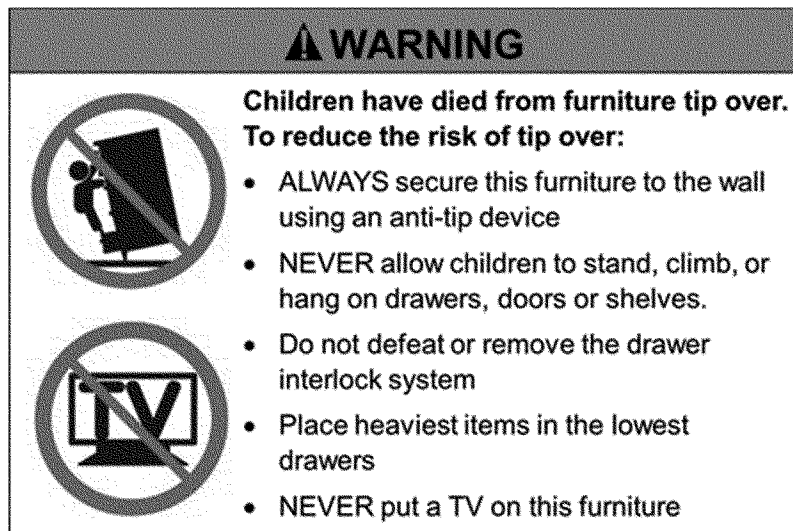 ⚠ WARNING
Children have died from furniture tip over.
To reduce the risk of tip over:
• ALWAYS secure this furniture to the wall
using an anti-tip device
• NEVER allow children to stand, climb, or
hang on drawers, doors or shelves.
• Do not defeat or remove the drawer
interlock system
• Place heaviest items in the lowest
drawers
• NEVER put a TV on this furniture
TV